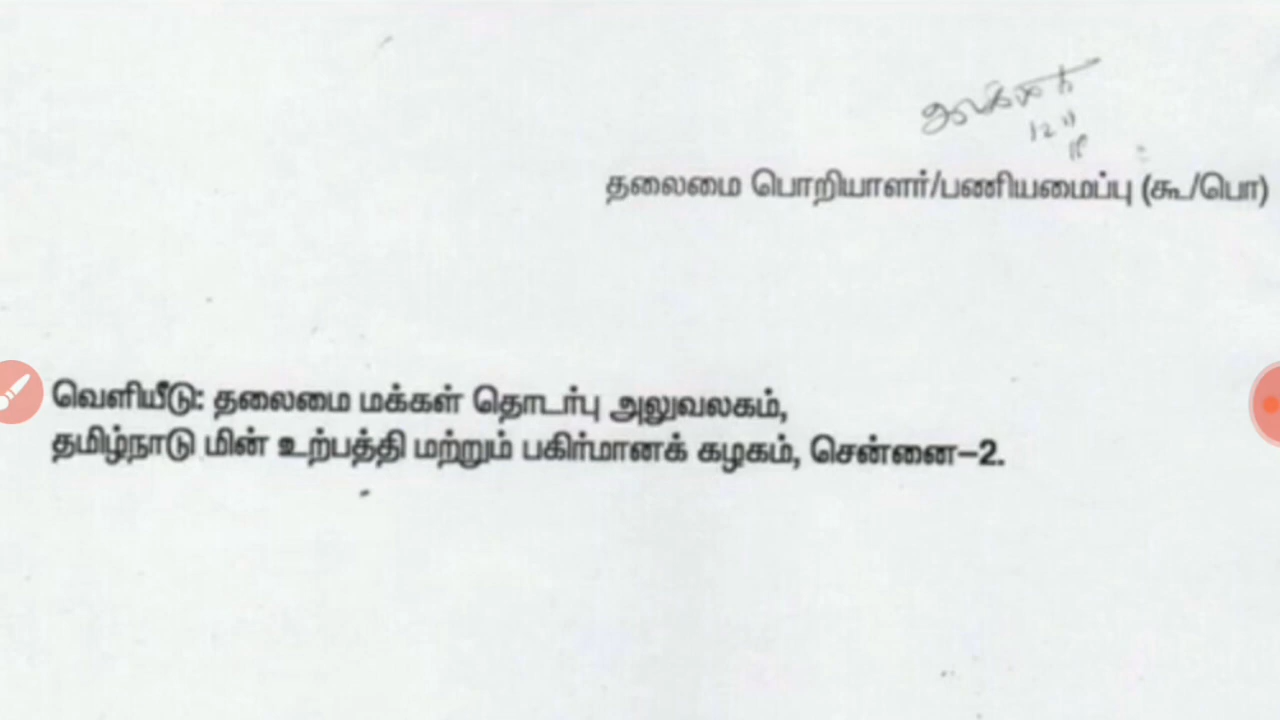 தலைமை பொறியாளர்/பணியமைப்பு (கூ/பொ)
வெளியீடு: தலைமை மக்கள் தொடர்பு அலுவலகம்,
தமிழ்நாடு மின் உற்பத்தி மற்றும் பகிர்மானக் கழகம், சென்னை–2.